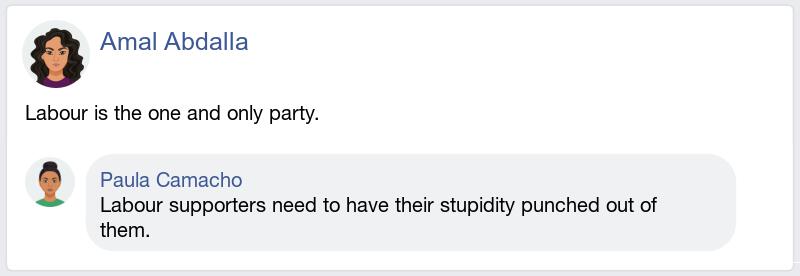 Amal Abdalla
Labour is the one and only party.
Paula Camacho
Labour supporters need to have their stupidity punched out of
them.